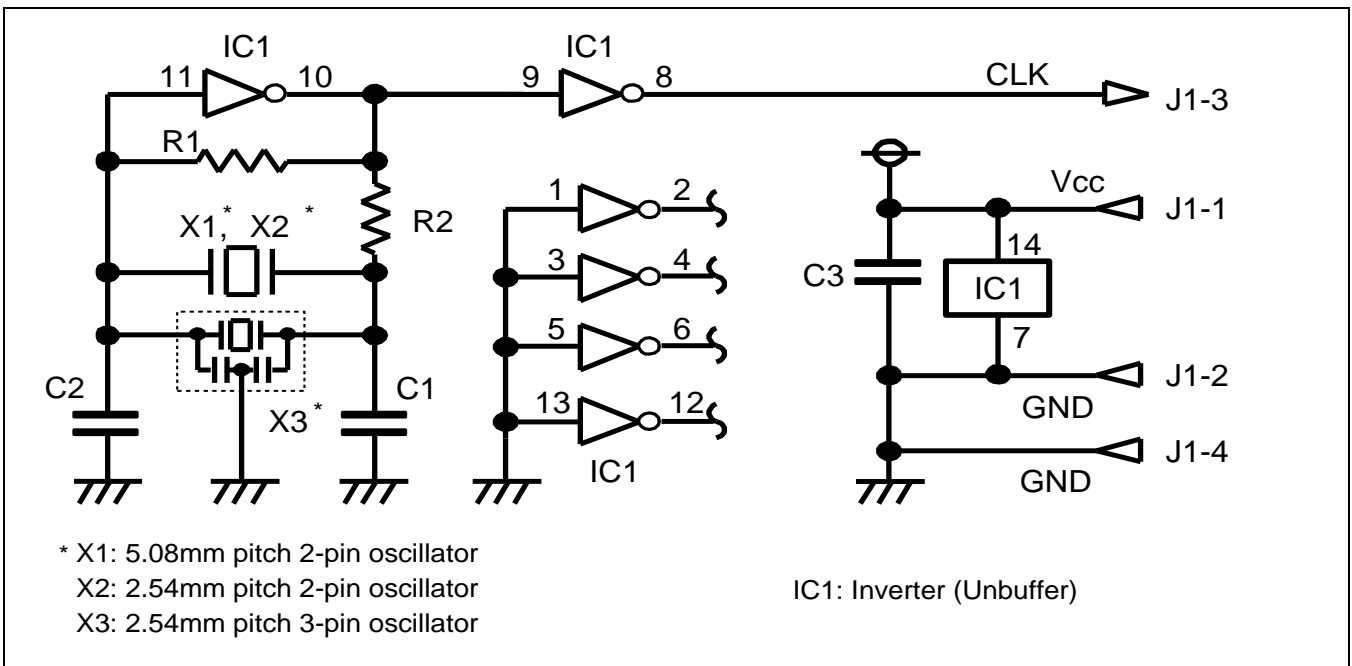 IC1
IC1
11
10
9
8
CLK
J1-3
R1
1
2
Vcc
J1-1
X1,* X2 *
R2
3
4
C3
14
IC1
5
6
7
C2
C1
J1-2
X3 *
13
12
GND
J1-4
IC1
GND
* X1: 5.08mm pitch 2-pin oscillator
X2: 2.54mm pitch 2-pin oscillator
X3: 2.54mm pitch 3-pin oscillator
IC1: Inverter (Unbuffer)